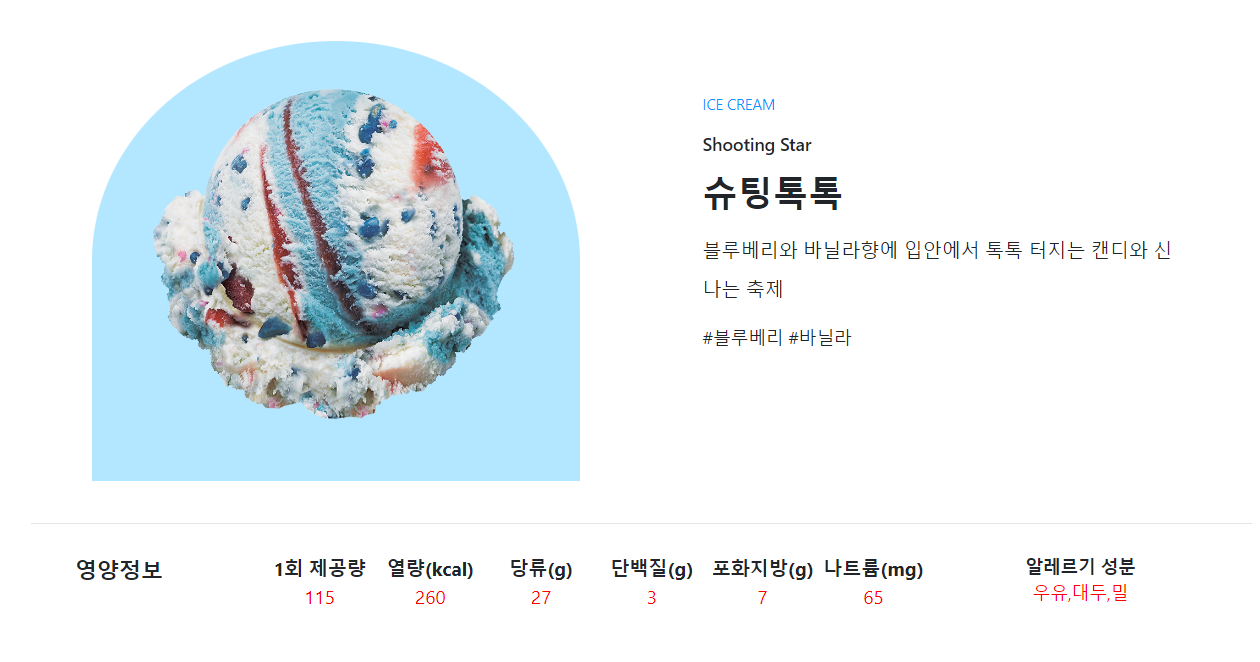 ICE CREAM
Shooting Star
슈팅톡톡
블루베리와 바닐라향에 입안에서 톡톡 터지는 캔디와 신
나는 축제
#블루베리 #바닐라
영양정보 1회 제공량 열량(kcal) 당류(g) 단백질(g) 포화지방(g) 나트륨(mg) 알레르기 성분
115 260 27 3 7 65 우유,대두,밀